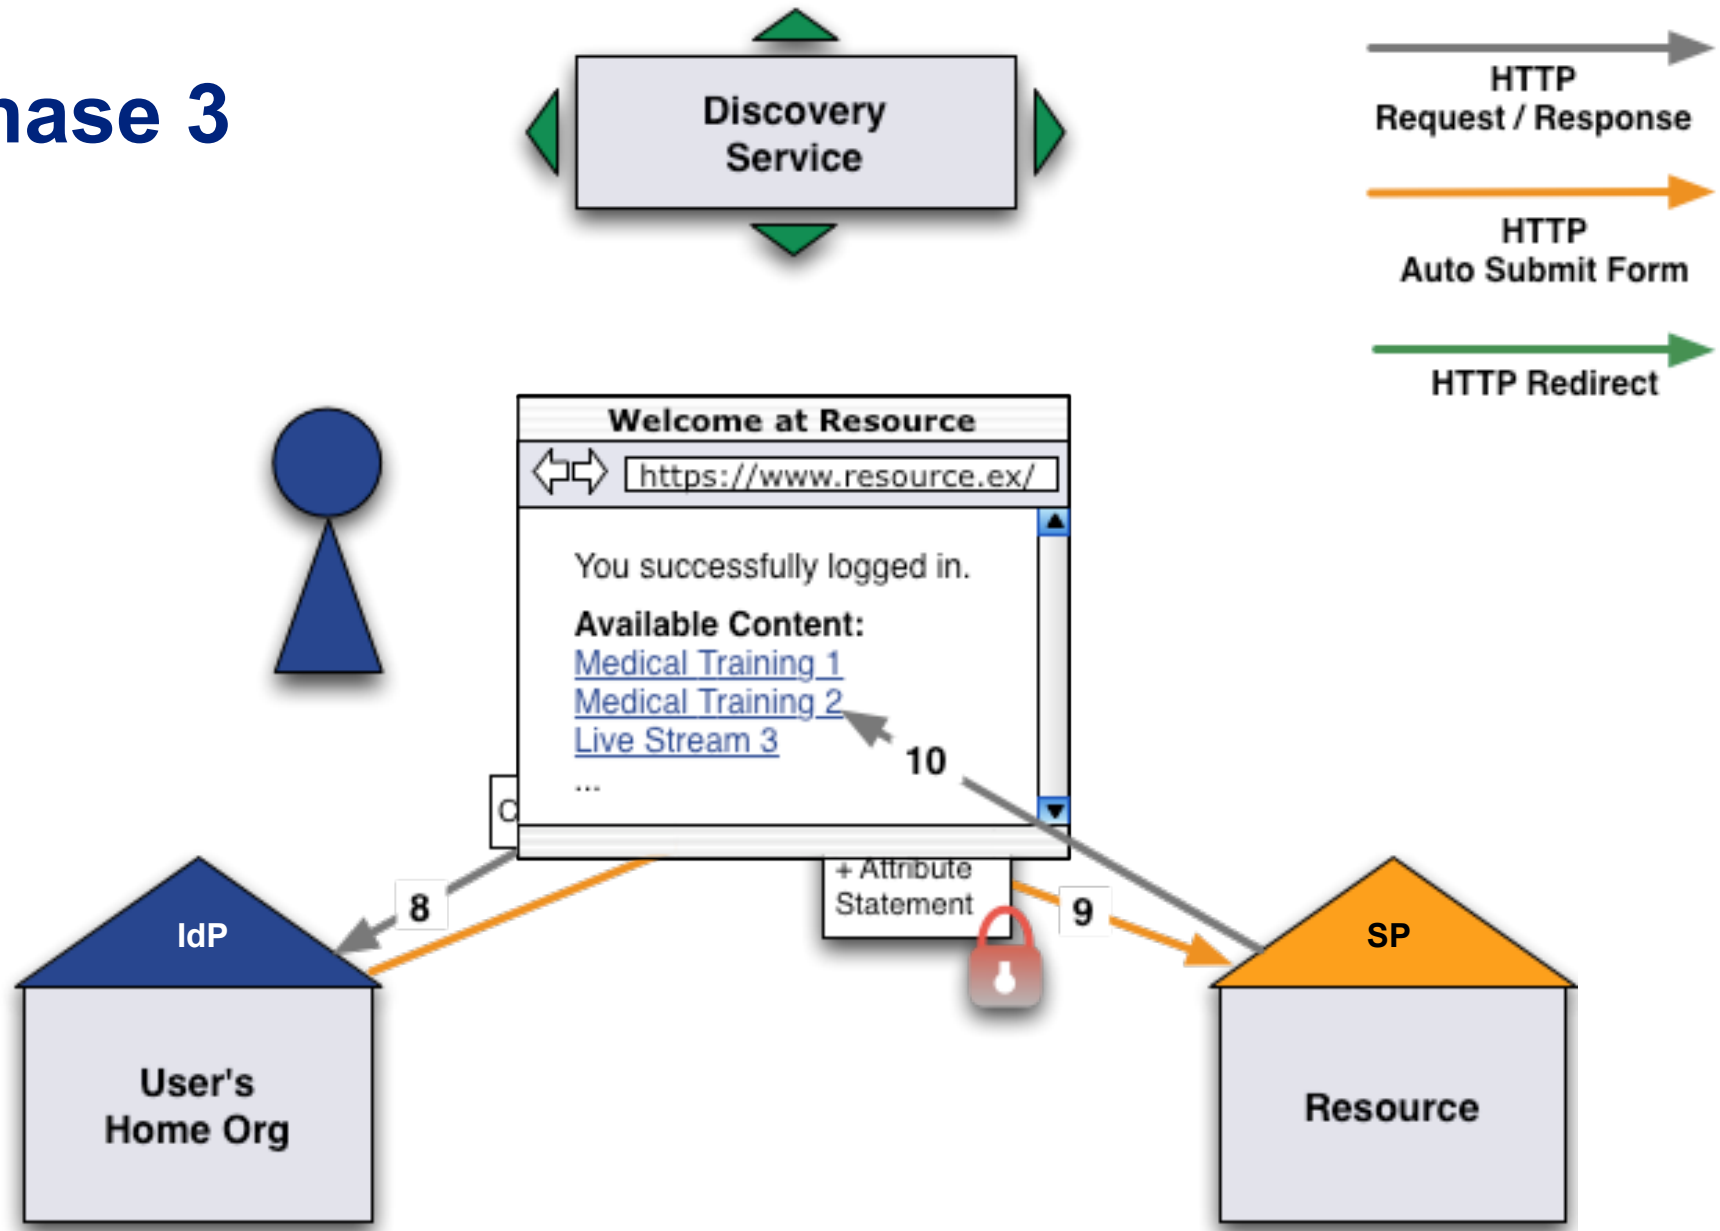 hase 3
Discovery
Service
HTTP
Request / Response
HTTP
Auto Submit Form
HTTP Redirect
Welcome at Resource
https://www.resource.ex/
You successfully logged in.
Available Content:
Medical Training 1
Medical Training 2
Live Stream 3
...
10
C
+ Attribute
Statement
8
9
IdP
SP
User's
Home Org
Resource